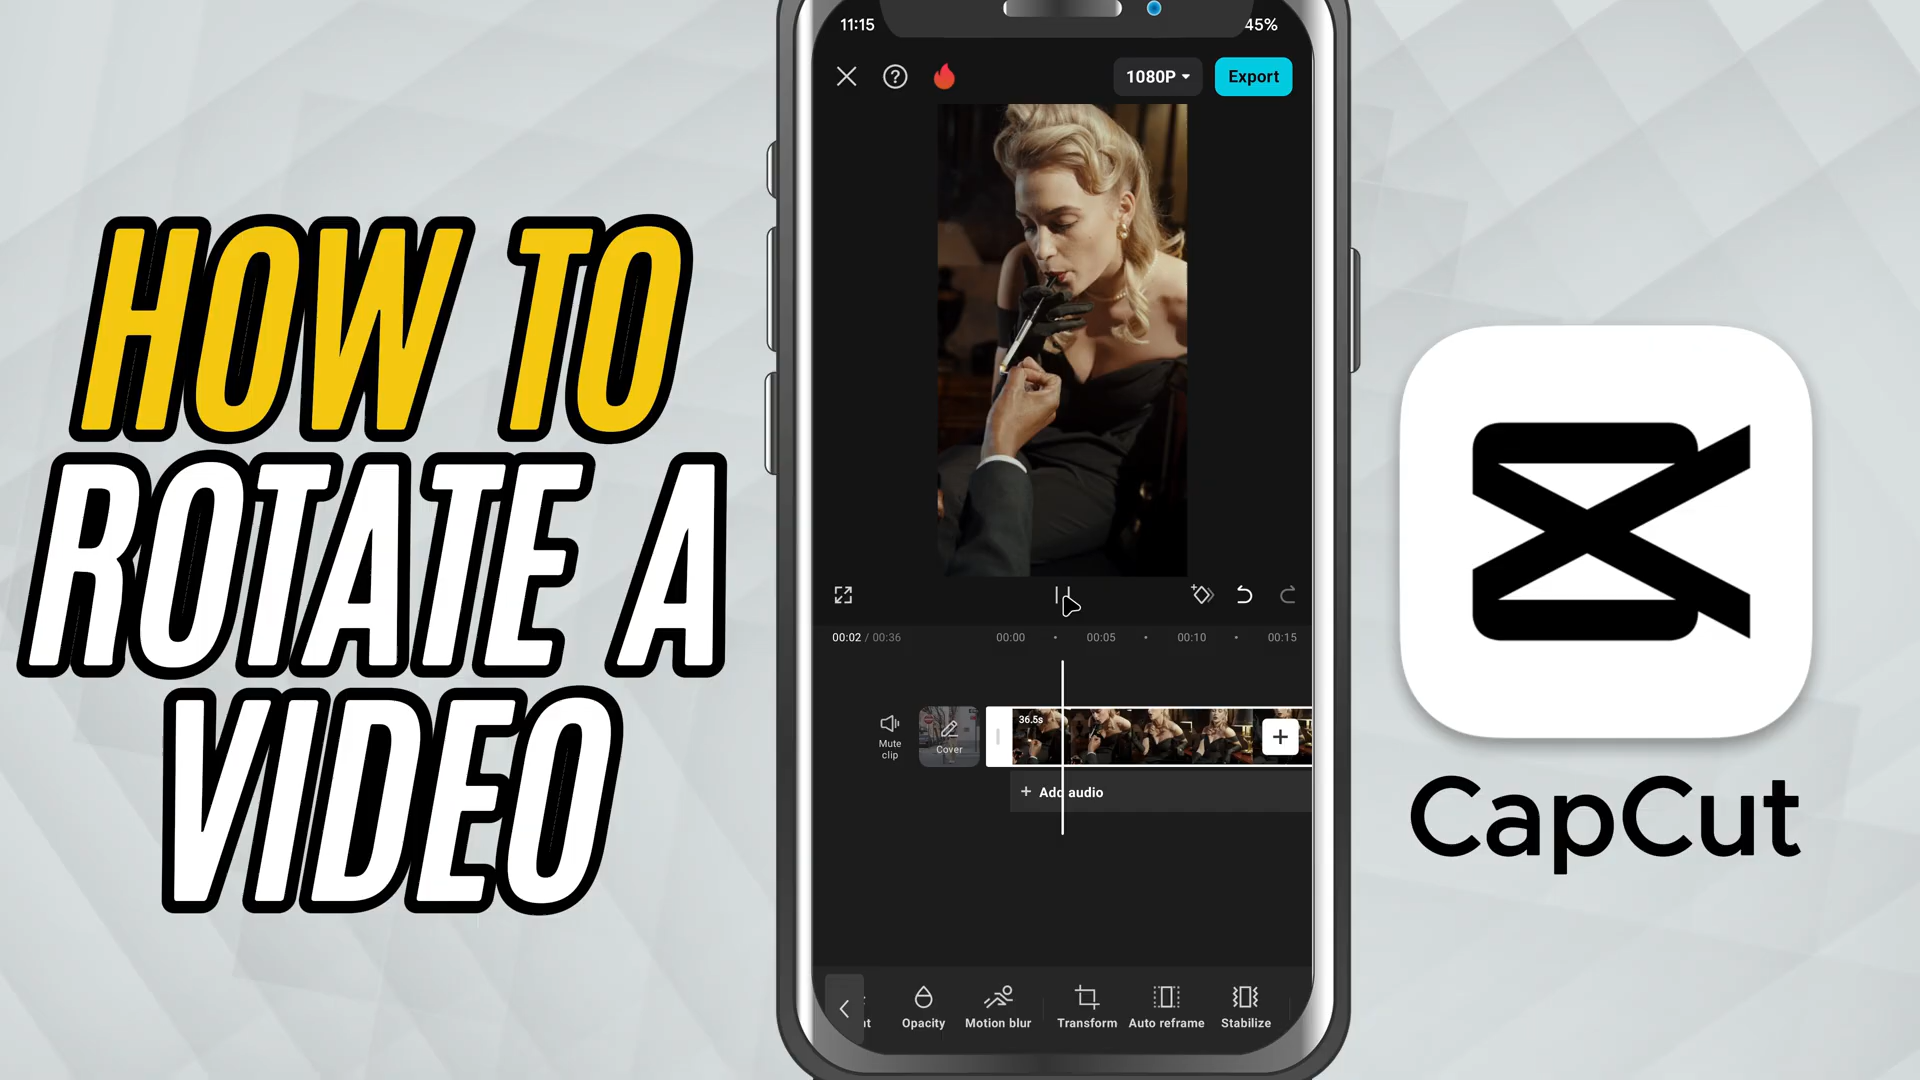 HOW TO
ROTATE A
VIDEO
11:15
45%
1080P
Export
00:02 / 00:36
00:00
00:05
00:10
00:15
Mute
clip
Cover
36.5s
+ Add audio
nt
Opacity
Motion blur
Transform
Auto reframe
Stabilize
CapCut